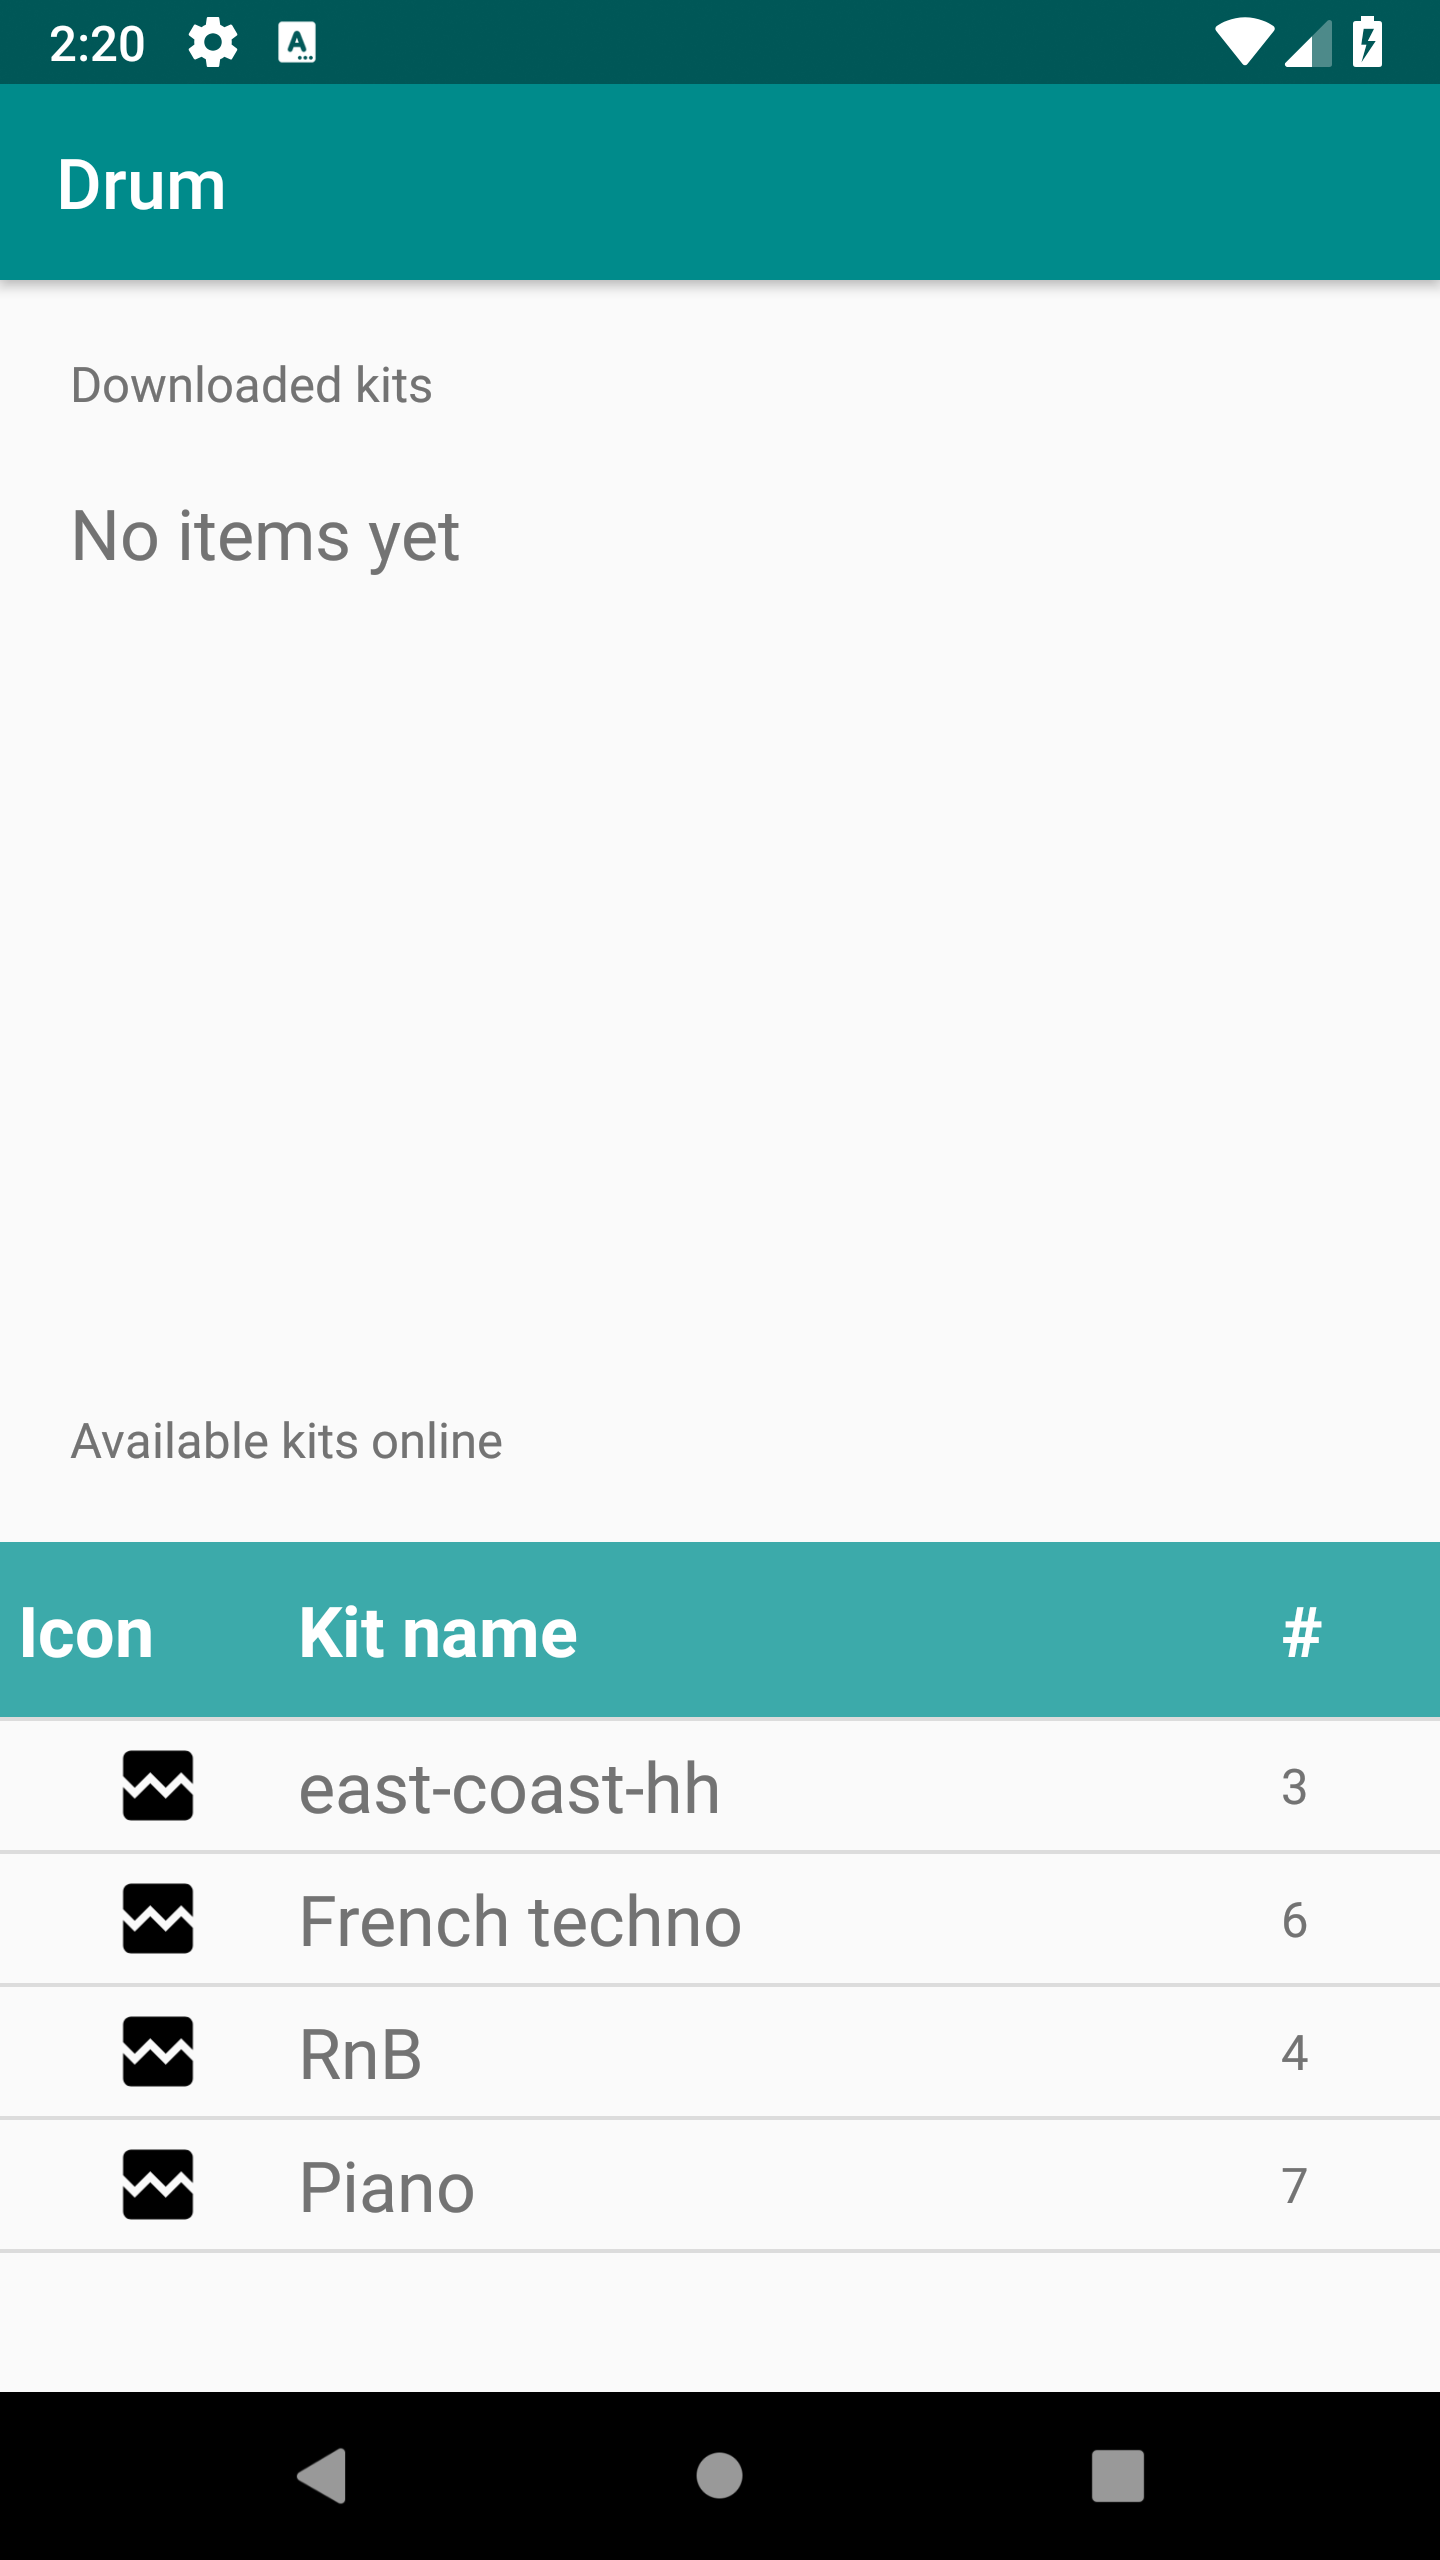 2:20
Drum
Downloaded kits
No items yet
Available kits online
Icon Kit name #
east-coast-hh 3
French techno 6
RnB 4
Piano 7